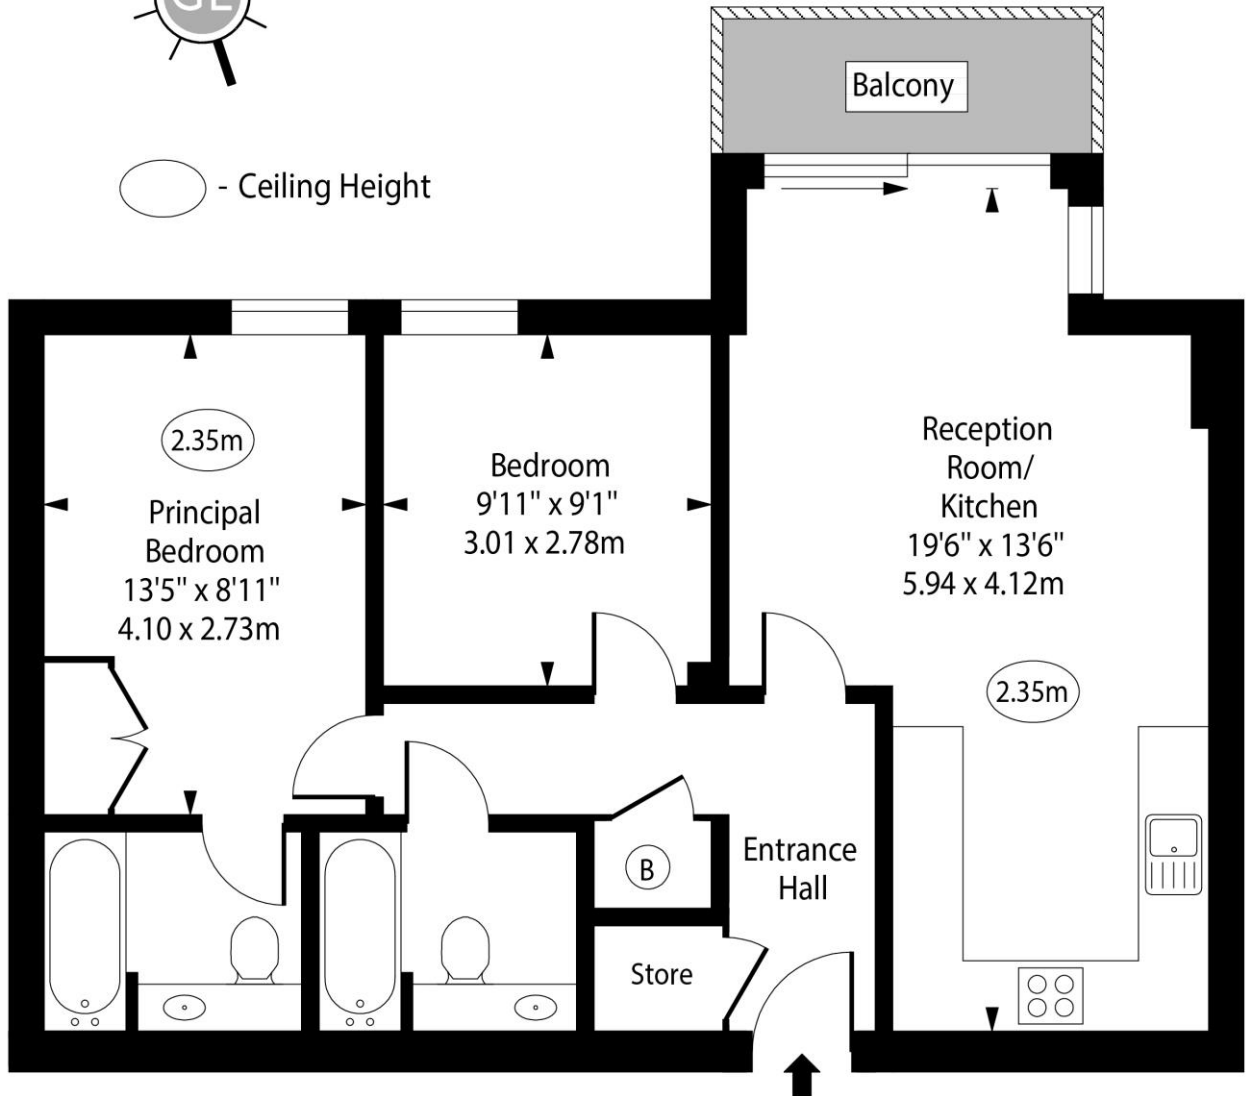 GE
Balcony
- Ceiling Height
2.35m
Principal
Bedroom
13'5" x 8'11"
4.10 x 2.73m
Bedroom
9'11" x 9'1"
3.01 x 2.78m
Reception
Room/
Kitchen
19'6" x 13'6"
5.94 x 4.12m
2.35m
Entrance
Hall
B
Store